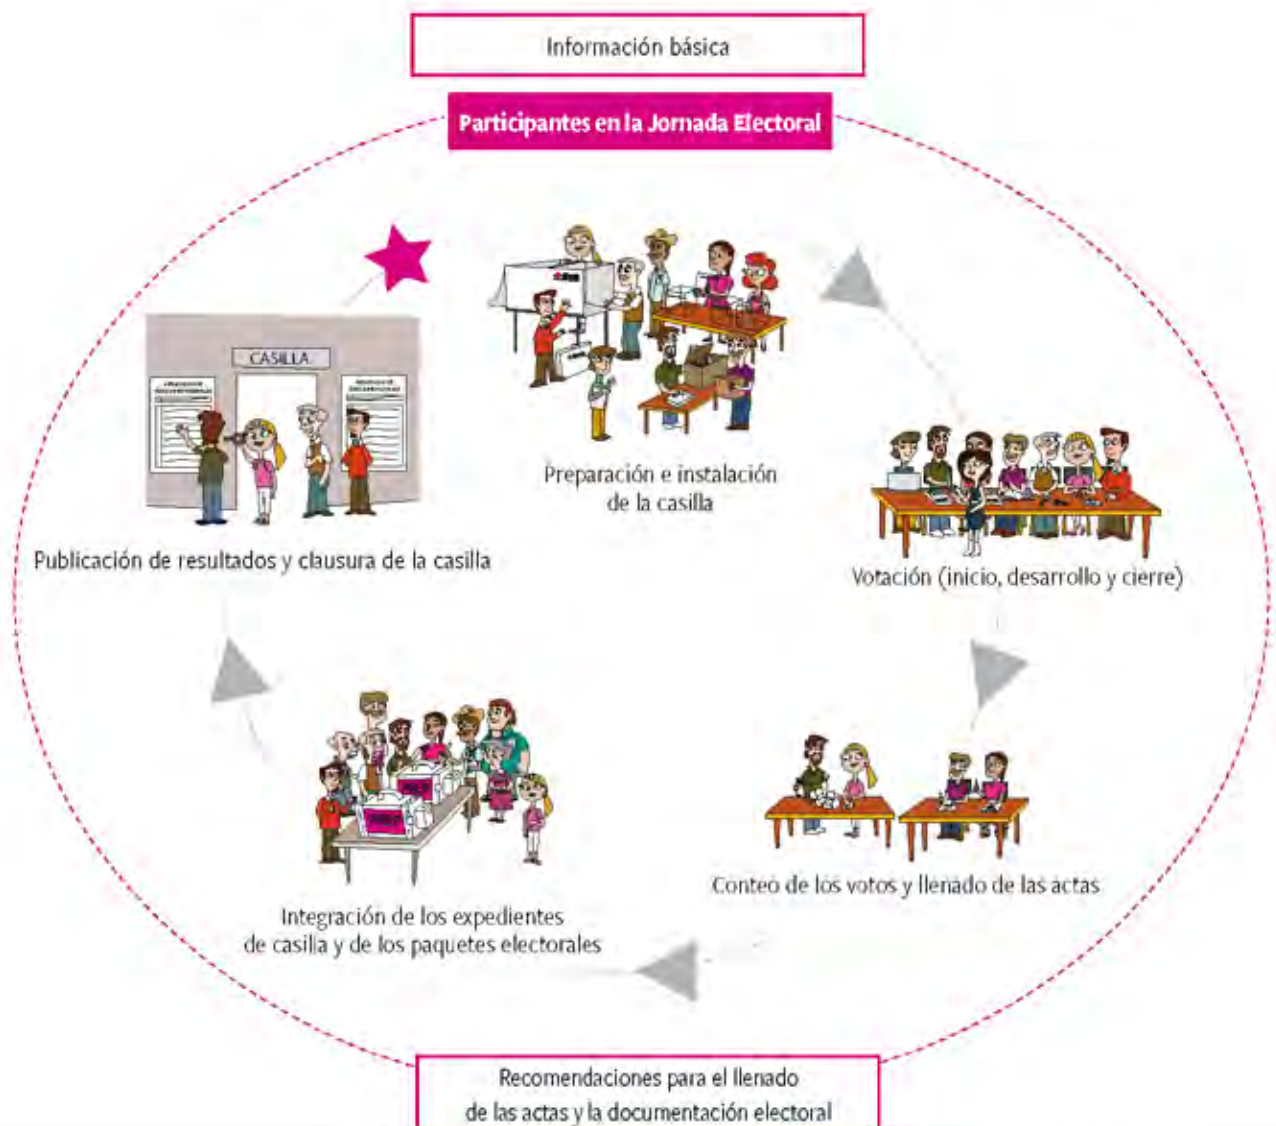 Información básica
Participantes en la Jornada Electoral
Preparación e instalación
de la casilla
Votación (inicio, desarrollo y cierre)
Conteo de los votos y llenado de las actas
Integración de los expedientes
de casilla y de los paquetes electorales
CASILLA
Publicación de resultados y clausura de la casilla
Recomendaciones para el llenado
de las actas y la documentación electoral